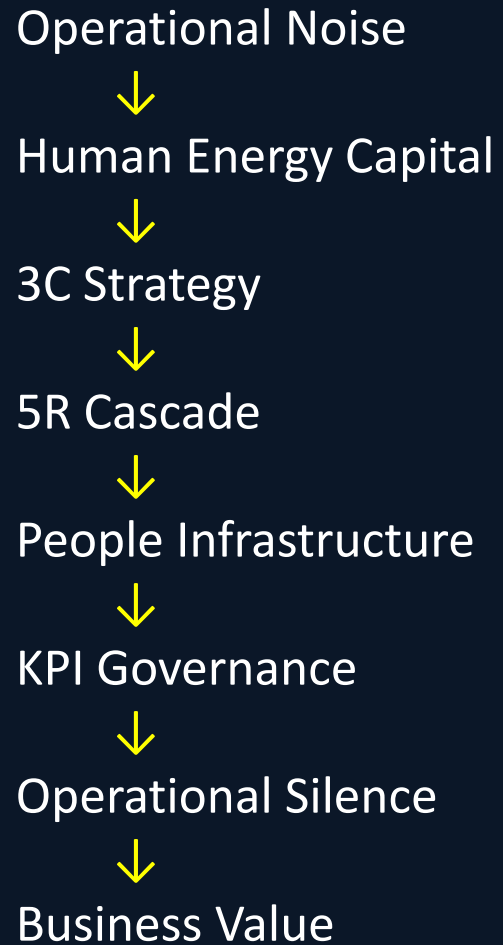 Operational Noise
↓
Human Energy Capital
↓
3C Strategy
↓
5R Cascade
↓
People Infrastructure
↓
KPI Governance
↓
Operational Silence
↓
Business Value